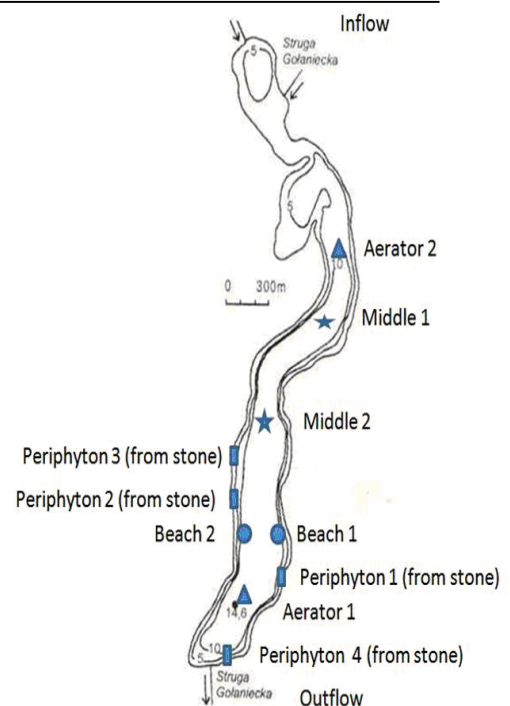 Inflow
Struga
Gołaniecka
5
5
Aerator 2
10
0 300m
Middle 1
Middle 2
Periphyton 3 (from stone)
Periphyton 2 (from stone)
Beach 2
Beach 1
Periphyton 1 (from stone)
Aerator 1
14,6
10
5
Periphyton 4 (from stone)
Struga
Gołaniecka
Outflow